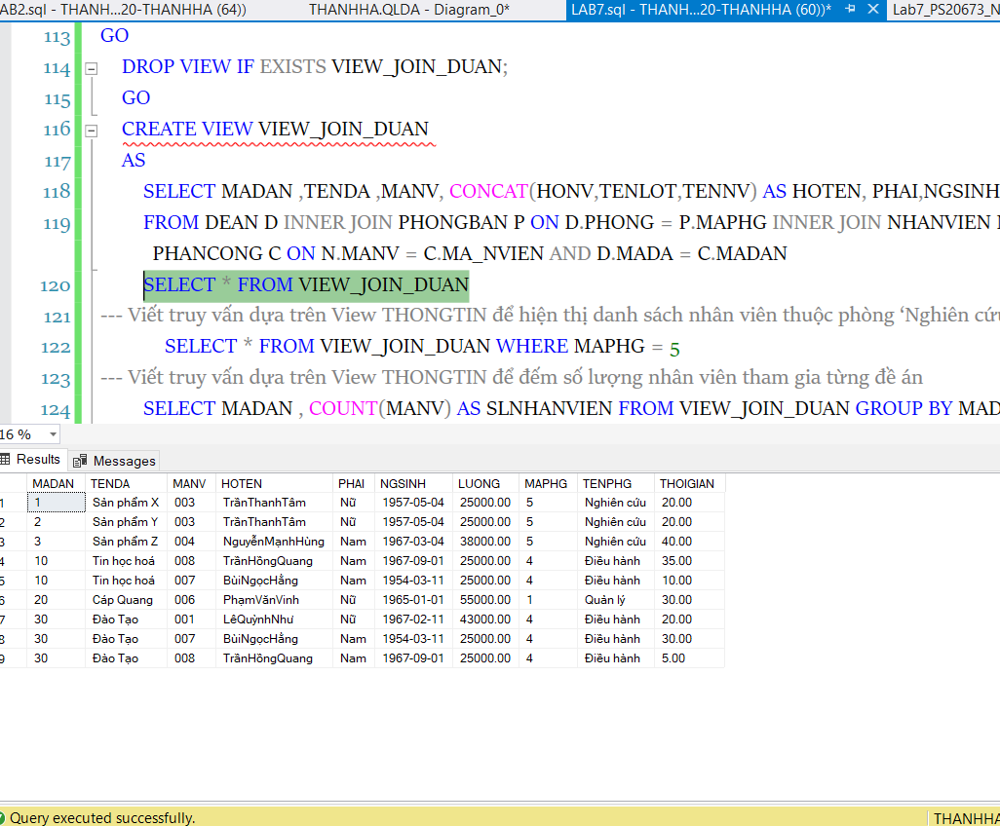 AB2.sql - THANH...20-THANHHA (64)) THANHHA.QLDA - Diagram_0* LAB7.sql - THANH...20-THANHHA (60))* Lab7_PS20673_N
113 GO
114 DROP VIEW IF EXISTS VIEW_JOIN_DUAN;
115 GO
116 CREATE VIEW VIEW_JOIN_DUAN
117 AS
118 SELECT MADAN ,TENDA ,MANV, CONCAT(HONV,TENLOT,TENNV) AS HOTEN, PHAI,NGSINH
119 FROM DEAN D INNER JOIN PHONGBAN P ON D.PHONG = P.MAPHG INNER JOIN NHANVIEN
PHANCONG C ON N.MANV = C.MA_NVIEN AND D.MADA = C.MADAN
120 SELECT * FROM VIEW_JOIN_DUAN
121 --- Viết truy vấn dựa trên View THONGTIN để hiện thị danh sách nhân viên thuộc phòng ‘Nghiên cứu
122 SELECT * FROM VIEW_JOIN_DUAN WHERE MAPHG = 5
123 --- Viết truy vấn dựa trên View THONGTIN để đếm số lượng nhân viên tham gia từng đề án
124 SELECT MADAN , COUNT(MANV) AS SLNHANVIEN FROM VIEW_JOIN_DUAN GROUP BY MAD
16 %
Results Messages
MADAN TENDA MANV HOTEN PHAI NGSINH LUONG MAPHG TENPHG THOIGIAN
1 1 Sản phẩm X 003 TrầnThanhTâm Nữ 1957-05-04 25000.00 5 Nghiên cứu 20.00
2 2 Sản phẩm Y 003 TrầnThanhTâm Nữ 1957-05-04 25000.00 5 Nghiên cứu 20.00
3 3 Sản phẩm Z 004 NguyễnMạnhHùng Nam 1967-03-04 38000.00 5 Nghiên cứu 40.00
4 10 Tin học hoá 008 TrầnHồngQuang Nam 1967-09-01 25000.00 4 Điều hành 35.00
5 10 Tin học hoá 007 BùiNgọcHằng Nam 1954-03-11 25000.00 4 Điều hành 10.00
6 20 Cáp Quang 006 PhạmVănVinh Nữ 1965-01-01 55000.00 1 Quản lý 30.00
7 30 Đào Tạo 001 LêQuỳnhNhư Nữ 1967-02-11 43000.00 4 Điều hành 20.00
8 30 Đào Tạo 007 BùiNgọcHằng Nam 1954-03-11 25000.00 4 Điều hành 30.00
9 30 Đào Tạo 008 TrầnHồngQuang Nam 1967-09-01 25000.00 4 Điều hành 5.00
Query executed successfully. THANHHA